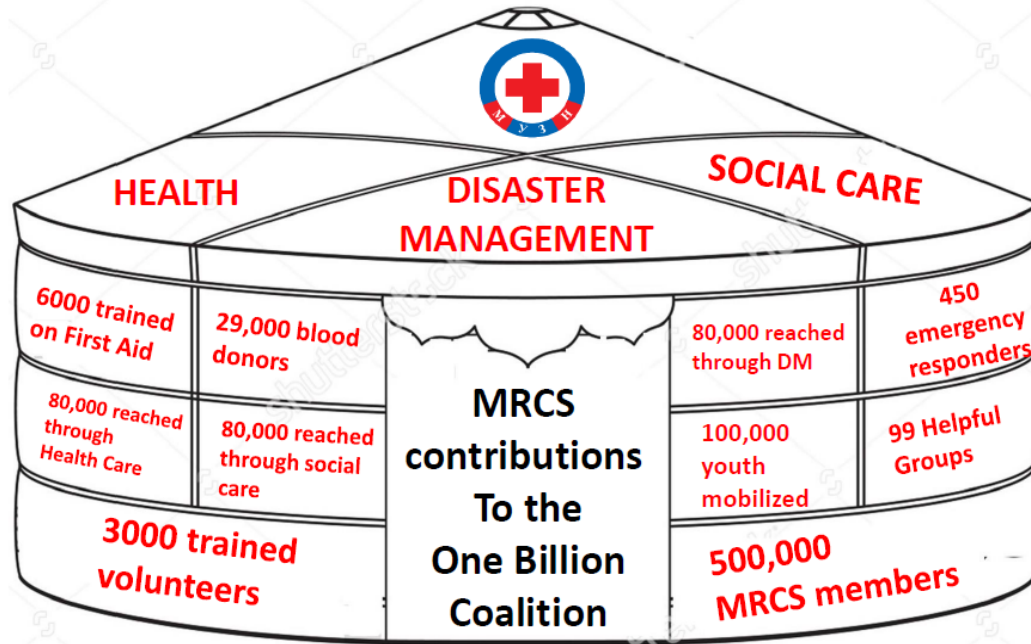 М У З Н
HEALTH
DISASTER
MANAGEMENT
SOCIAL CARE
6000 trained
on First Aid
29,000 blood
donors
80,000 reached
through DM
450
emergency
responders
80,000 reached
through
Health Care
80,000 reached
through social
care
100,000
youth
mobilized
99 Helpful
Groups
3000 trained
volunteers
500,000
MRCS members
MRCS
contributions
To the
One Billion
Coalition
shutterstock